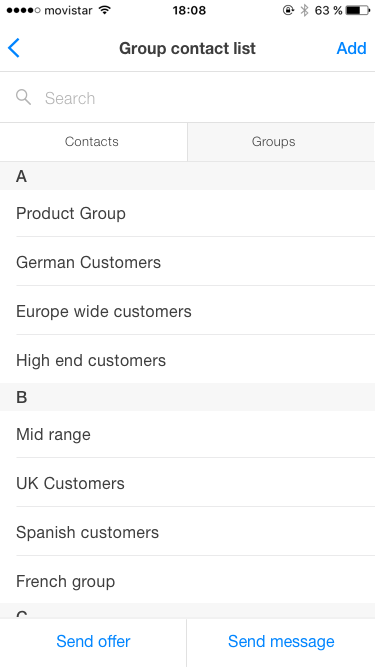 movistar 18:08 63 %
Group contact list Add
Search
Contacts Groups
A
Product Group
German Customers
Europe wide customers
High end customers
B
Mid range
UK Customers
Spanish customers
French group
C
Send offer Send message